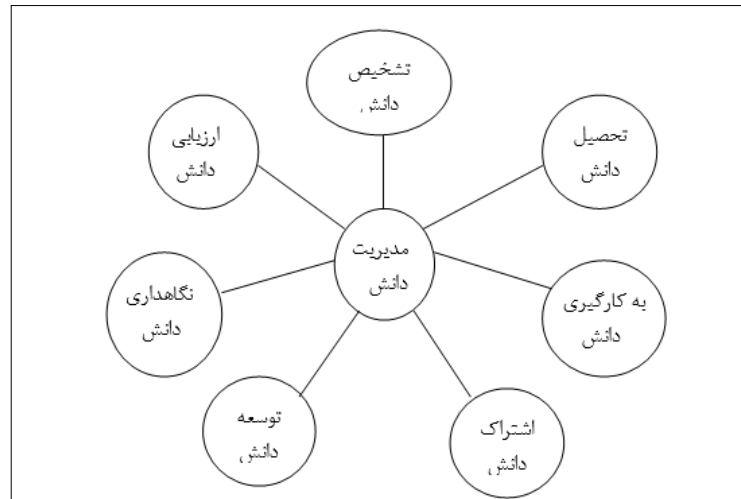 تشخیص
دانش
ارزیابی
دانش
تحصیل
دانش
مدیریت
دانش
نگاهداری
دانش
به کارگیری
دانش
توسعه
دانش
اشتراک
دانش